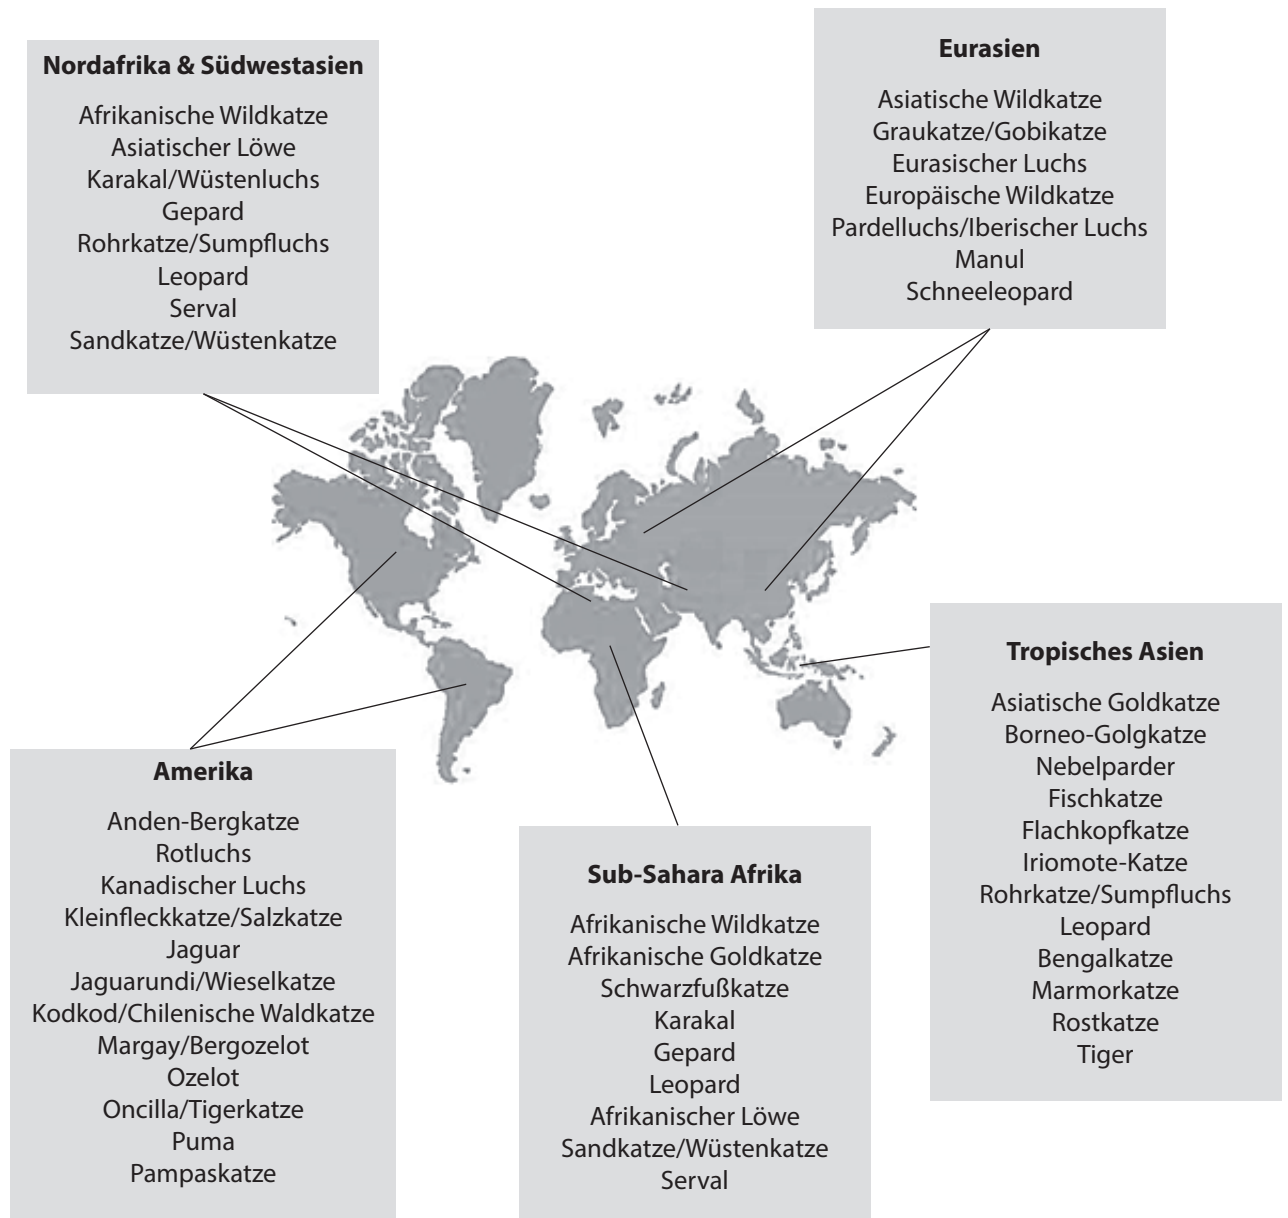 Nordafrika & Südwestasien
Afrikanische Wildkatze
Asiatischer Löwe
Karakal/Wüstenluchs
Gepard
Rohrkatze/Sumpfluchs
Leopard
Serval
Sandkatze/Wüstenkatze
Eurasien
Asiatische Wildkatze
Graukatze/Gobikatze
Eurasischer Luchs
Europäische Wildkatze
Pardelluchs/Iberischer Luchs
Manul
Schneeleopard
Tropisches Asien
Asiatische Goldkatze
Borneo-Golgkatze
Nebelparder
Fischkatze
Flachkopfkatze
Iriomote-Katze
Rohrkatze/Sumpfluchs
Leopard
Bengalkatze
Marmorkatze
Rostkatze
Tiger
Amerika
Anden-Bergkatze
Rotluchs
Kanadischer Luchs
Kleinfleckkatze/Salzkatze
Jaguar
Jaguarundi/Wieselkatze
Kodkod/Chilenische Waldkatze
Margay/Bergozelot
Ozelot
Oncilla/Tigerkatze
Puma
Pampaskatze
Sub-Sahara Afrika
Afrikanische Wildkatze
Afrikanische Goldkatze
Schwarzfußkatze
Karakal
Gepard
Leopard
Afrikanischer Löwe
Sandkatze/Wüstenkatze
Serval